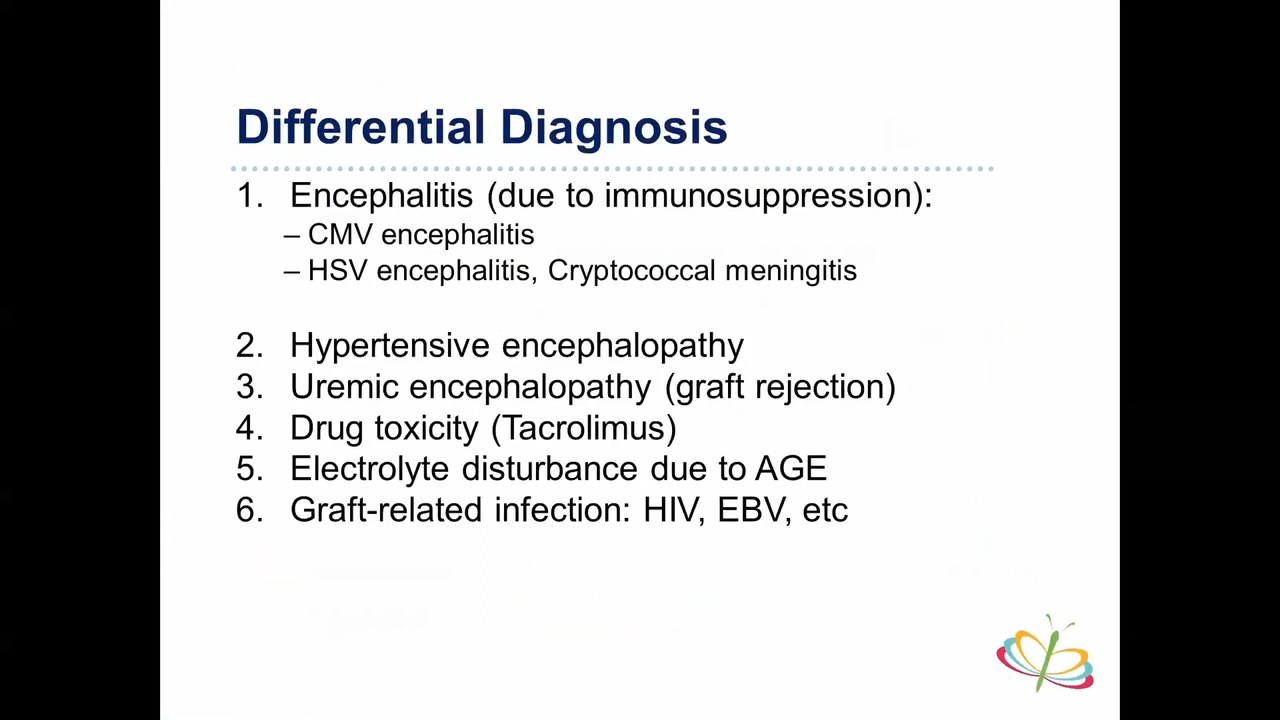 Differential Diagnosis
1. Encephalitis (due to immunosuppression):
– CMV encephalitis
– HSV encephalitis, Cryptococcal meningitis
2. Hypertensive encephalopathy
3. Uremic encephalopathy (graft rejection)
4. Drug toxicity (Tacrolimus)
5. Electrolyte disturbance due to AGE
6. Graft-related infection: HIV, EBV, etc